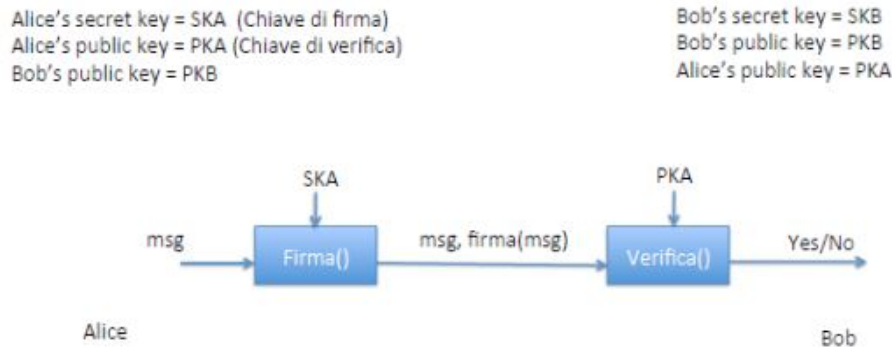 Alice's secret key = SKA (Chiave di firma)
Alice's public key = PKA (Chiave di verifica)
Bob's public key = PKB
Bob's secret key = SKB
Bob's public key = PKB
Alice's public key = PKA
SKA
PKA
msg
Firma()
msg, firma(msg)
Verifica()
Yes/No
Alice
Bob